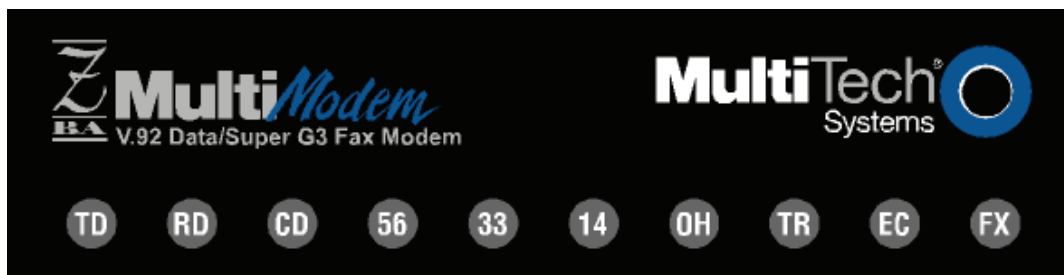 Z
BA
MultiModem
V.92 Data/Super G3 Fax Modem
MultiTech®
Systems
TD RD CD 56 33 14 OH TR EC FX